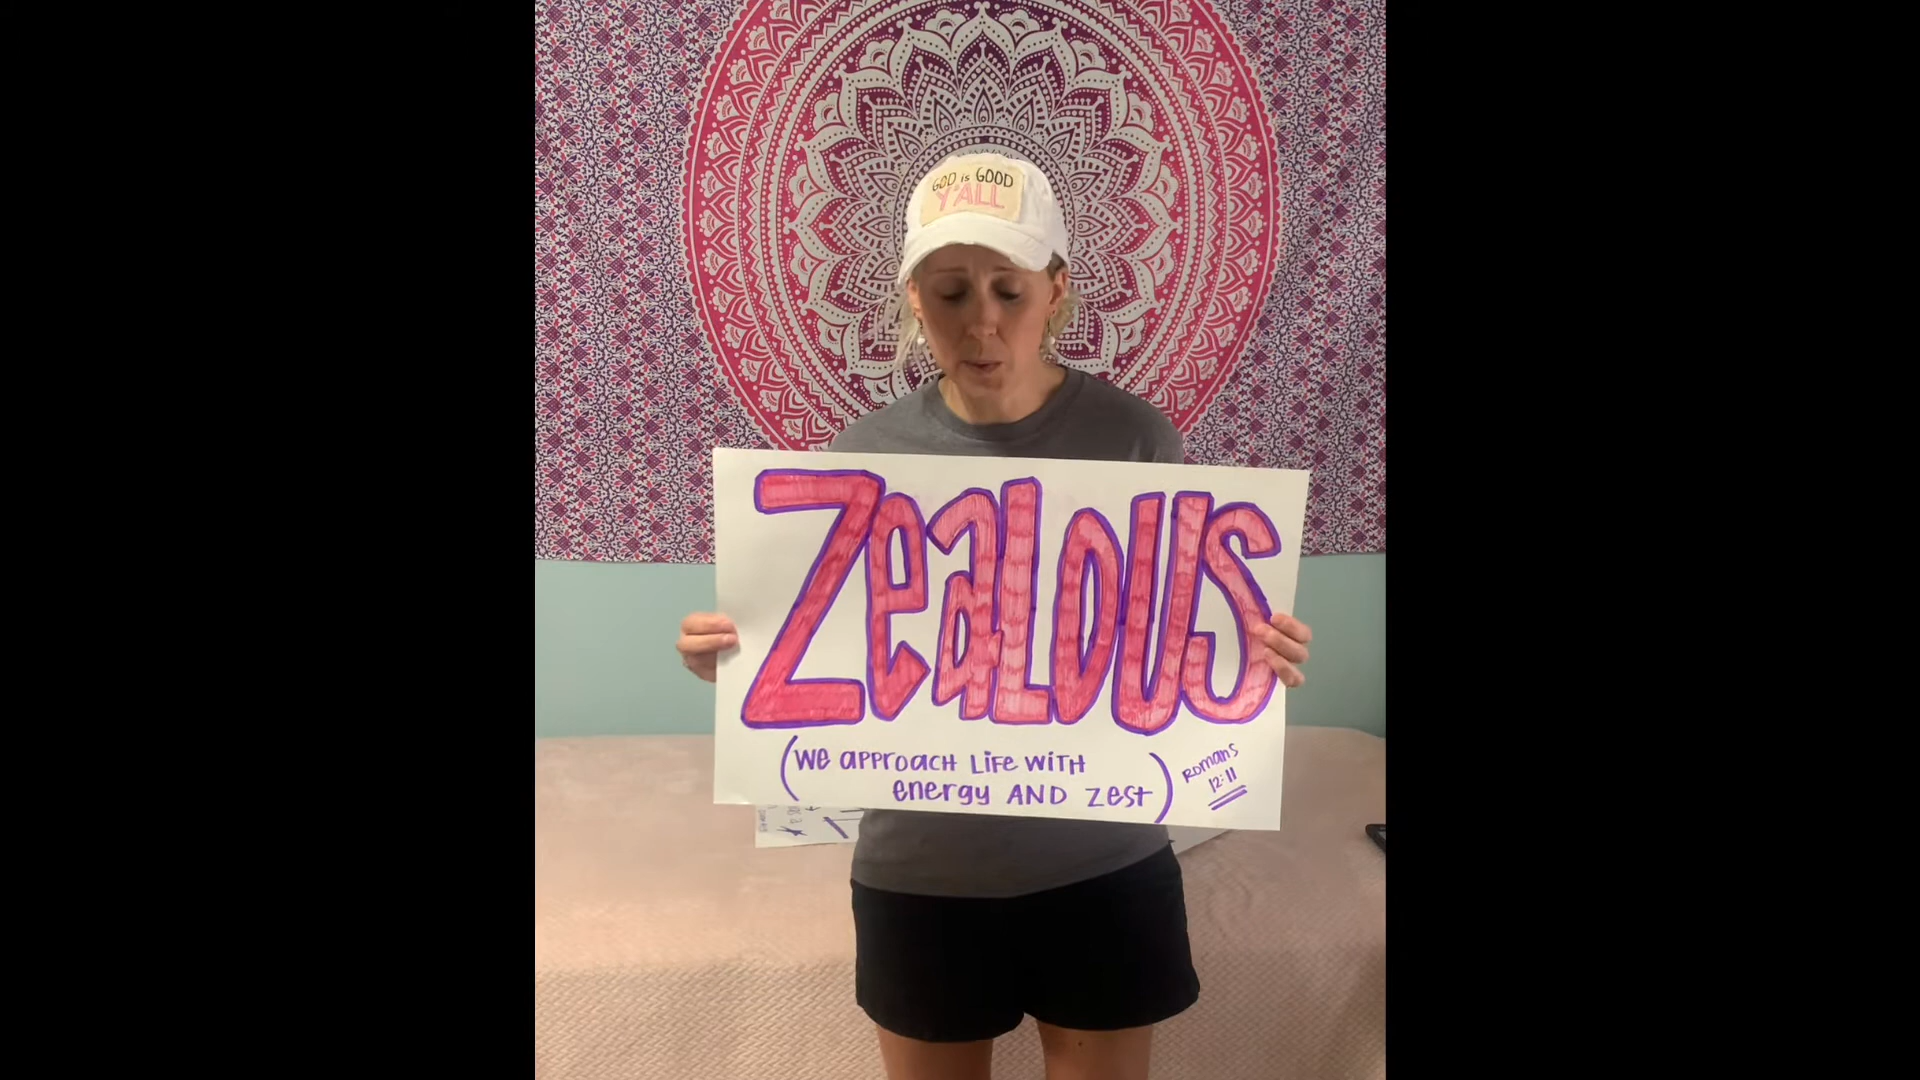 GOD is GOOD
Y'ALL
Zealous
(We approach Life with
energy AND zest)
Romans
12:11